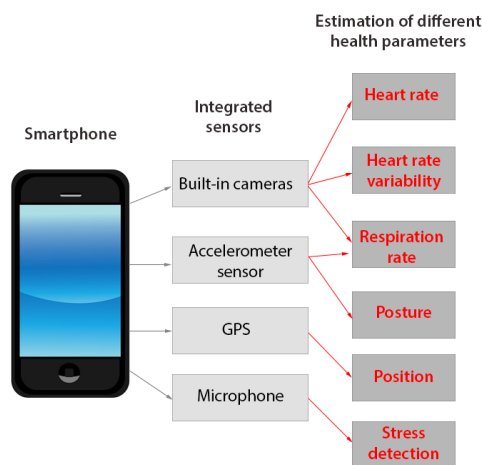 Estimation of different
health parameters
Integrated
sensors
Smartphone
Heart rate
Built-in cameras
Heart rate
variability
Accelerometer
sensor
Respiration
rate
GPS
Posture
Microphone
Position
Stress
detection